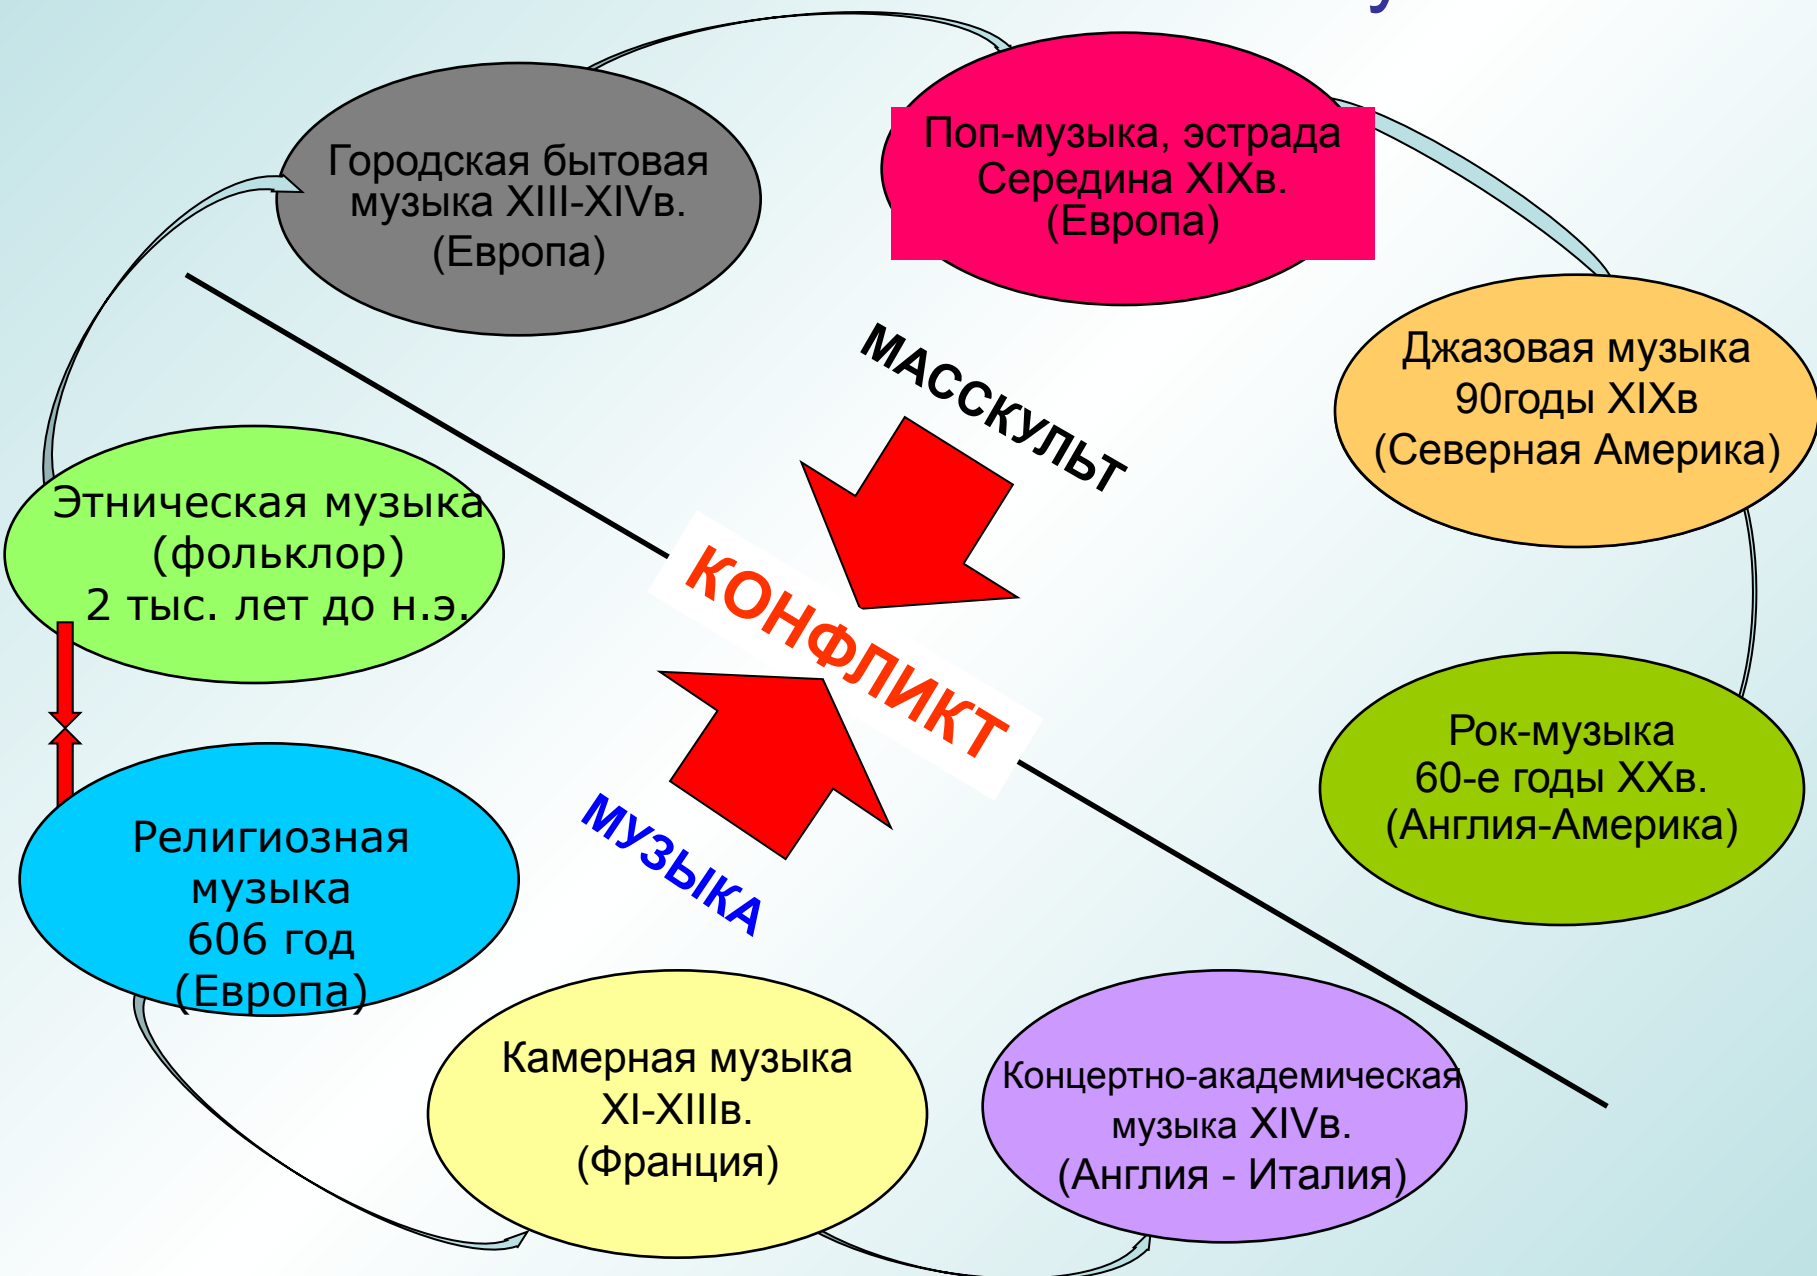 Городская бытовая
музыка XIII-XIVв.
(Европа)
Поп-музыка, эстрада
Середина XIXв.
(Европа)
Джазовая музыка
90годы XIXв
(Северная Америка)
МАССКУЛЬТ
Этническая музыка
(фольклор)
2 тыс. лет до н.э.
КОНФЛИКТ
Рок-музыка
60-е годы XXв.
(Англия-Америка)
МУЗЫКА
Религиозная
музыка
606 год
(Европа)
Камерная музыка
XI-XIIIв.
(Франция)
Концертно-академическая
музыка XIVв.
(Англия - Италия)